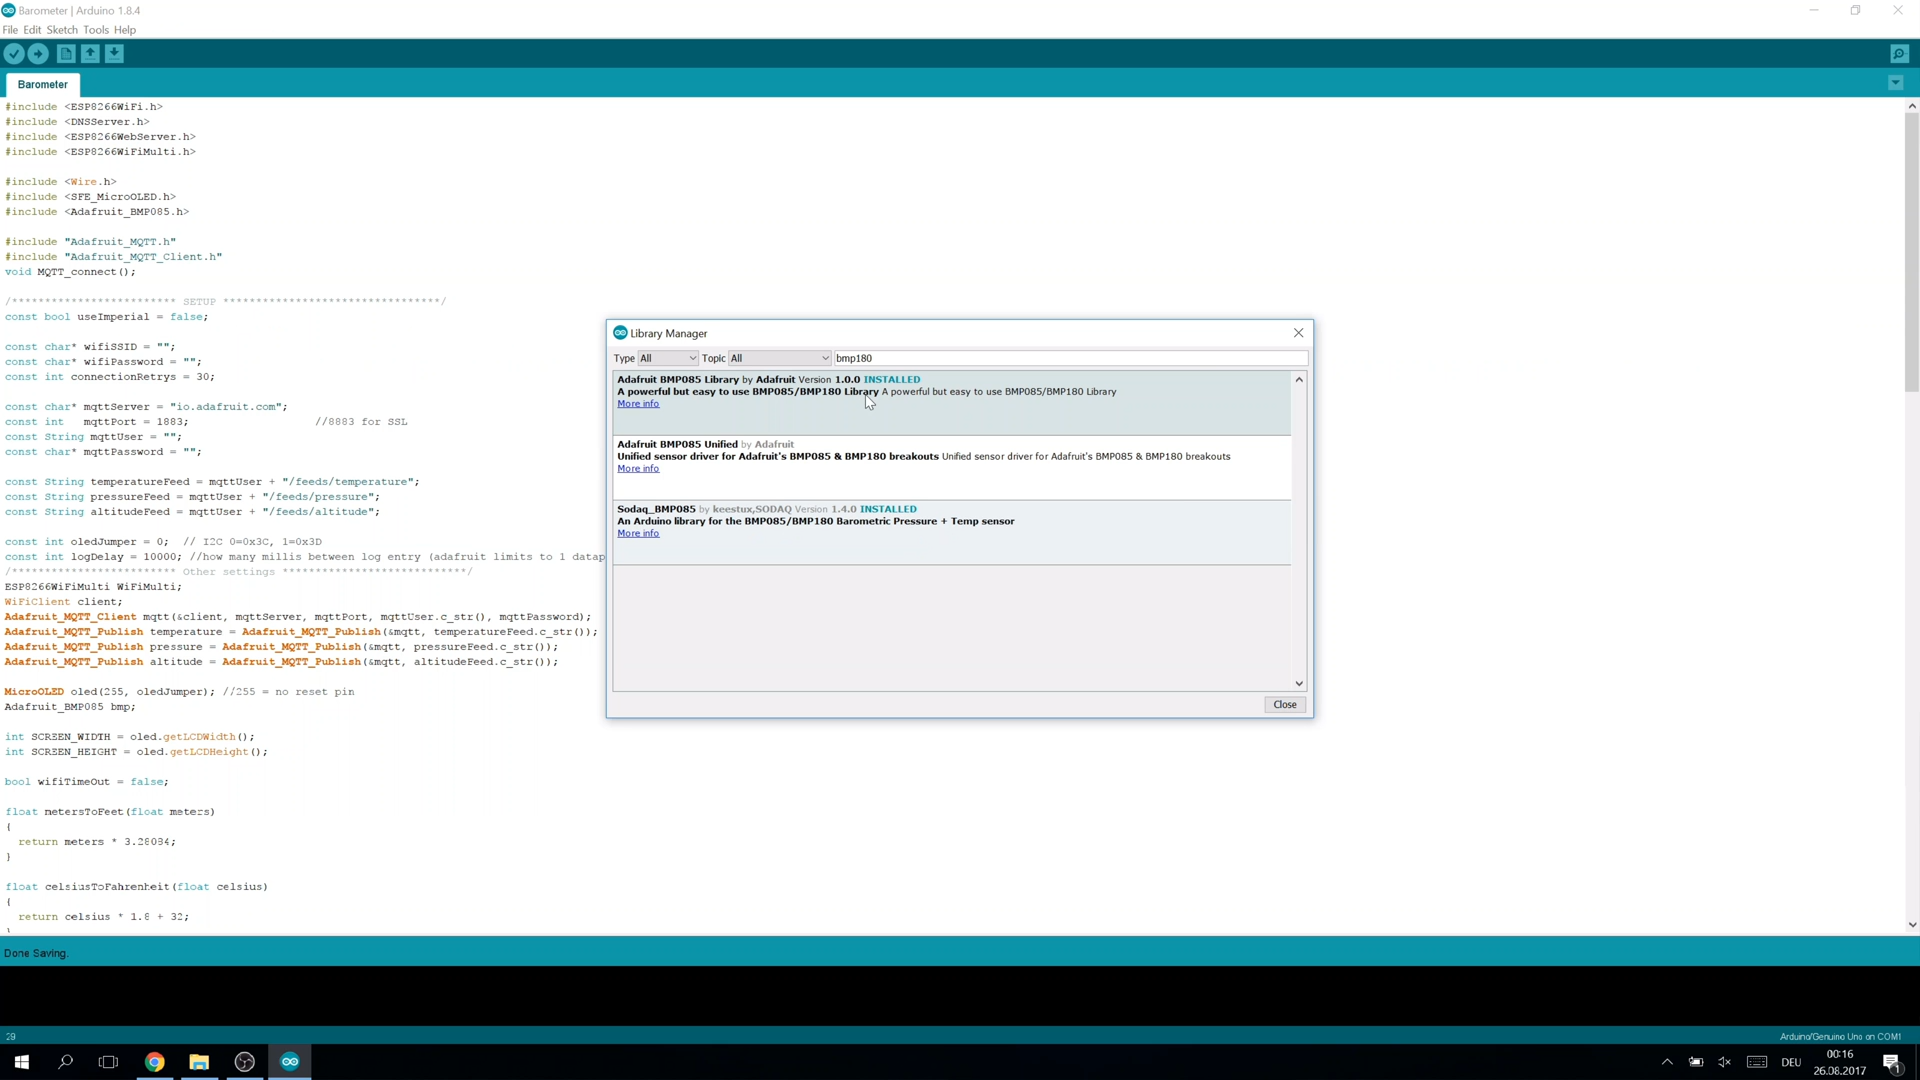 Barometer | Arduino 1.8.4
File Edit Sketch Tools Help
Barometer
#include <ESP8266WiFi.h>
#include <DNSServer.h>
#include <ESP8266WebServer.h>
#include <ESP8266WiFiMulti.h>
#include <Wire.h>
#include <SFE_MicroOLED.h>
#include <Adafruit_BMP085.h>
#include "Adafruit_MQTT.h"
#include "Adafruit_MQTT_Client.h"
void MQTT_connect();
/************************** SETUP *********************************/
const bool useImperial = false;
const char* wifiSSID = "";
const char* wifiPassword = "";
const int connectionRetrys = 30;
const char* mqttServer = "io.adafruit.com";
const int   mqttPort = 1883;                   //8883 for SSL
const String mqttUser = "";
const char* mqttPassword = "";
const String temperatureFeed = mqttUser + "/feeds/temperature";
const String pressureFeed = mqttUser + "/feeds/pressure";
const String altitudeFeed = mqttUser + "/feeds/altitude";
const int oledJumper = 0;  // I2C 0=0x3C, 1=0x3D
const int logDelay = 10000; //how many millis between log entry (adafruit limits to 1 datap
/************************** Other settings ****************************/
ESP8266WiFiMulti WiFiMulti;
WiFiClient client;
Adafruit_MQTT_Client mqtt(&client, mqttServer, mqttPort, mqttUser.c_str(), mqttPassword);
Adafruit_MQTT_Publish temperature = Adafruit_MQTT_Publish(&mqtt, temperatureFeed.c_str());
Adafruit_MQTT_Publish pressure = Adafruit_MQTT_Publish(&mqtt, pressureFeed.c_str());
Adafruit_MQTT_Publish altitude = Adafruit_MQTT_Publish(&mqtt, altitudeFeed.c_str());
MicroOLED oled(255, oledJumper); //255 = no reset pin
Adafruit_BMP085 bmp;
int SCREEN_WIDTH = oled.getLCDWidth();
int SCREEN_HEIGHT = oled.getLCDHeight();
bool wifiTimeOut = false;
float metersToFeet(float meters)
{
  return meters * 3.28084;
}
float celsiusToFahrenheit(float celsius)
{
  return celsius * 1.8 + 32;
}
Library Manager
Type All Topic All bmp180
Adafruit BMP085 Library by Adafruit Version 1.0.0 INSTALLED
A powerful but easy to use BMP085/BMP180 Library A powerful but easy to use BMP085/BMP180 Library
More info
Adafruit BMP085 Unified by Adafruit
Unified sensor driver for Adafruit's BMP085 & BMP180 breakouts Unified sensor driver for Adafruit's BMP085 & BMP180 breakouts
More info
Sodaq_BMP085 by keestux,SODAQ Version 1.4.0 INSTALLED
An Arduino library for the BMP085/BMP180 Barometric Pressure + Temp sensor
More info
Close
Done Saving.
29
Arduino/Genuino Uno on COM1
DEU
00:16
26.08.2017
1